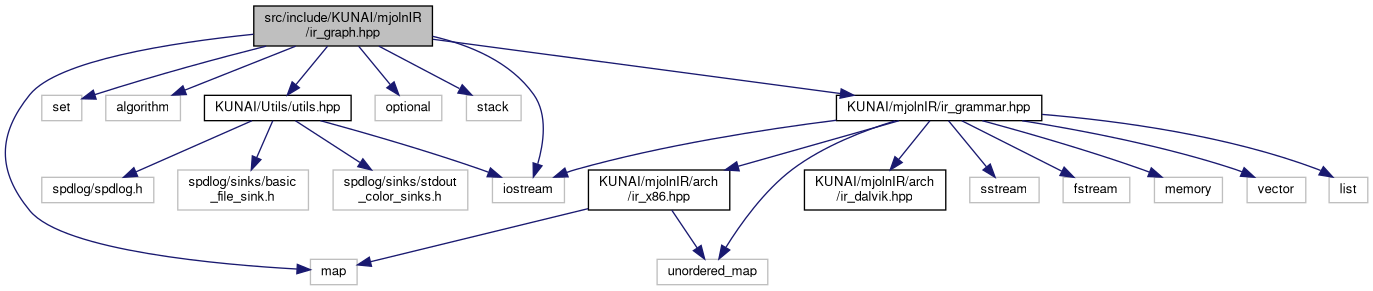 src/include/KUNAI/mjolnIR
/ir_graph.hpp
set
algorithm
KUNAI/Utils/utils.hpp
optional
stack
KUNAI/mjolnIR/ir_grammar.hpp
spdlog/spdlog.h
spdlog/sinks/basic
_file_sink.h
spdlog/sinks/stdout
_color_sinks.h
iostream
KUNAI/mjolnIR/arch
/ir_x86.hpp
KUNAI/mjolnIR/arch
/ir_dalvik.hpp
sstream
fstream
memory
vector
list
map
unordered_map